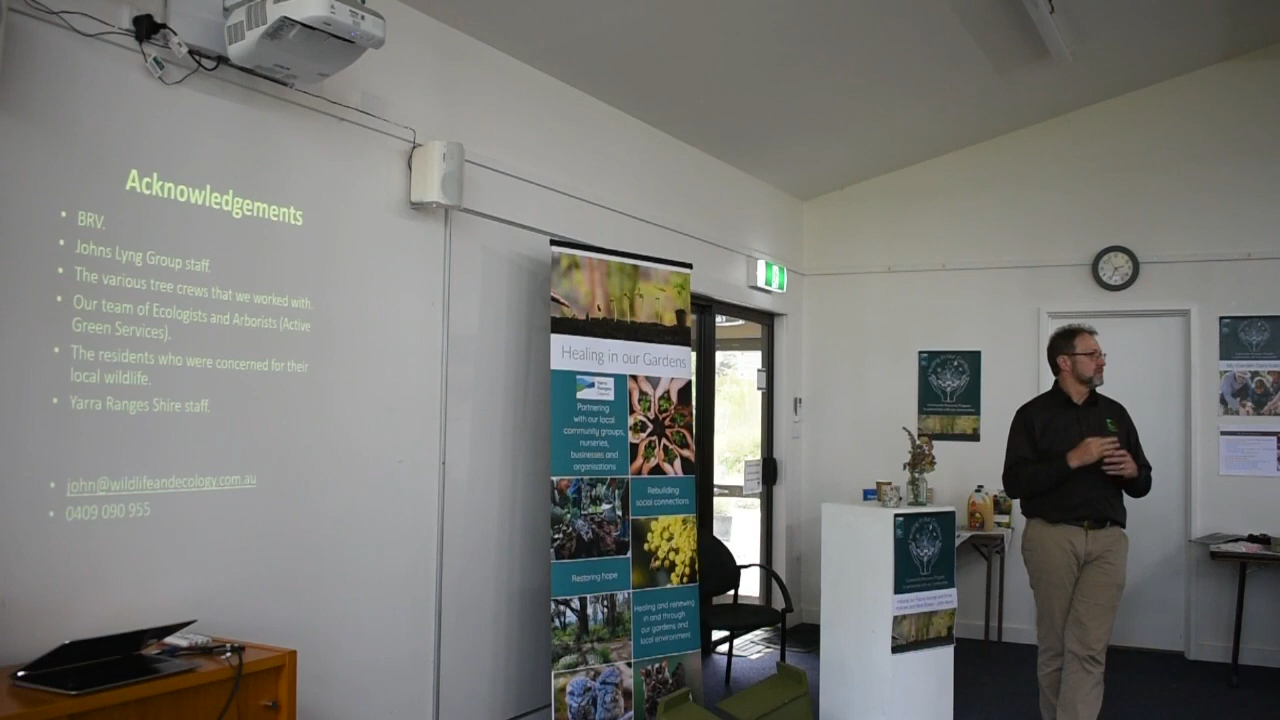 Acknowledgements
• BRV.
• Johns Lyng Group staff.
• The various tree crews that we worked with.
• Our team of Ecologists and Arborists (Active
Green Services).
• The residents who were concerned for their
local wildlife.
• Yarra Ranges Shire staff.
• john@wildlifeandecology.com.au
• 0409 090 955
Healing in our Gardens
Yarra
Ranges
Council
Partnering
with our local
community groups,
nurseries,
businesses and
organisations
Rebuilding
social connections
Restoring hope
Healing and renewing
in and through
our gardens and
local environment